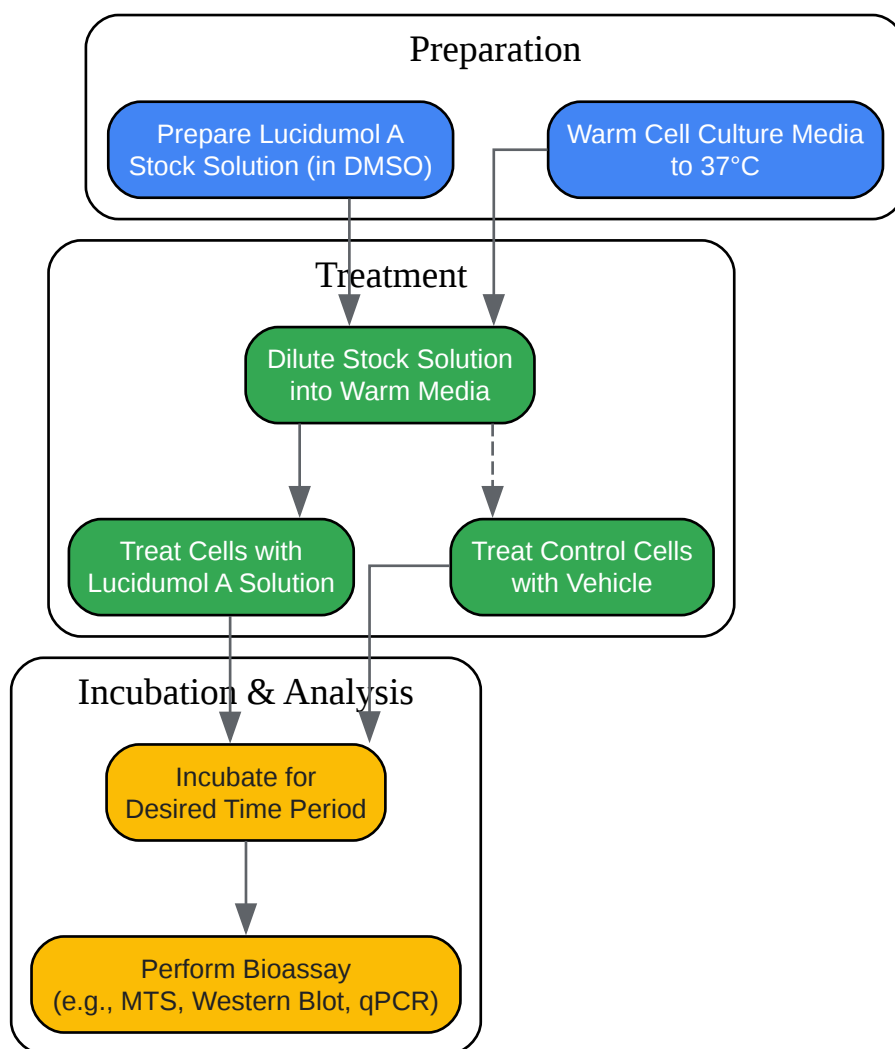 Preparation
Prepare Lucidumol A
Stock Solution (in DMSO)
Warm Cell Culture Media
to 37°C
Treatment
Dilute Stock Solution
into Warm Media
Treat Cells with
Lucidumol A Solution
Treat Control Cells
with Vehicle
Incubation & Analysis
Incubate for
Desired Time Period
Perform Bioassay
(e.g., MTS, Western Blot, qPCR)